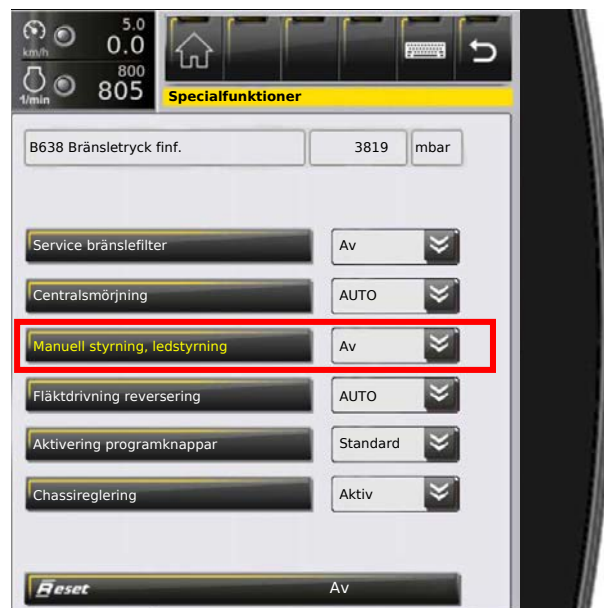 5.0
km/h 0.0
800
1/min 805
Specialfunktioner
B638 Bränsletryck finf. 3819 mbar
Service bränslefilter Av
Centralsmörjning AUTO
Manuell styrning, ledstyrning Av
Fläktdrivning reversering AUTO
Aktivering programknappar Standard
Chassireglering Aktiv
Reset Av